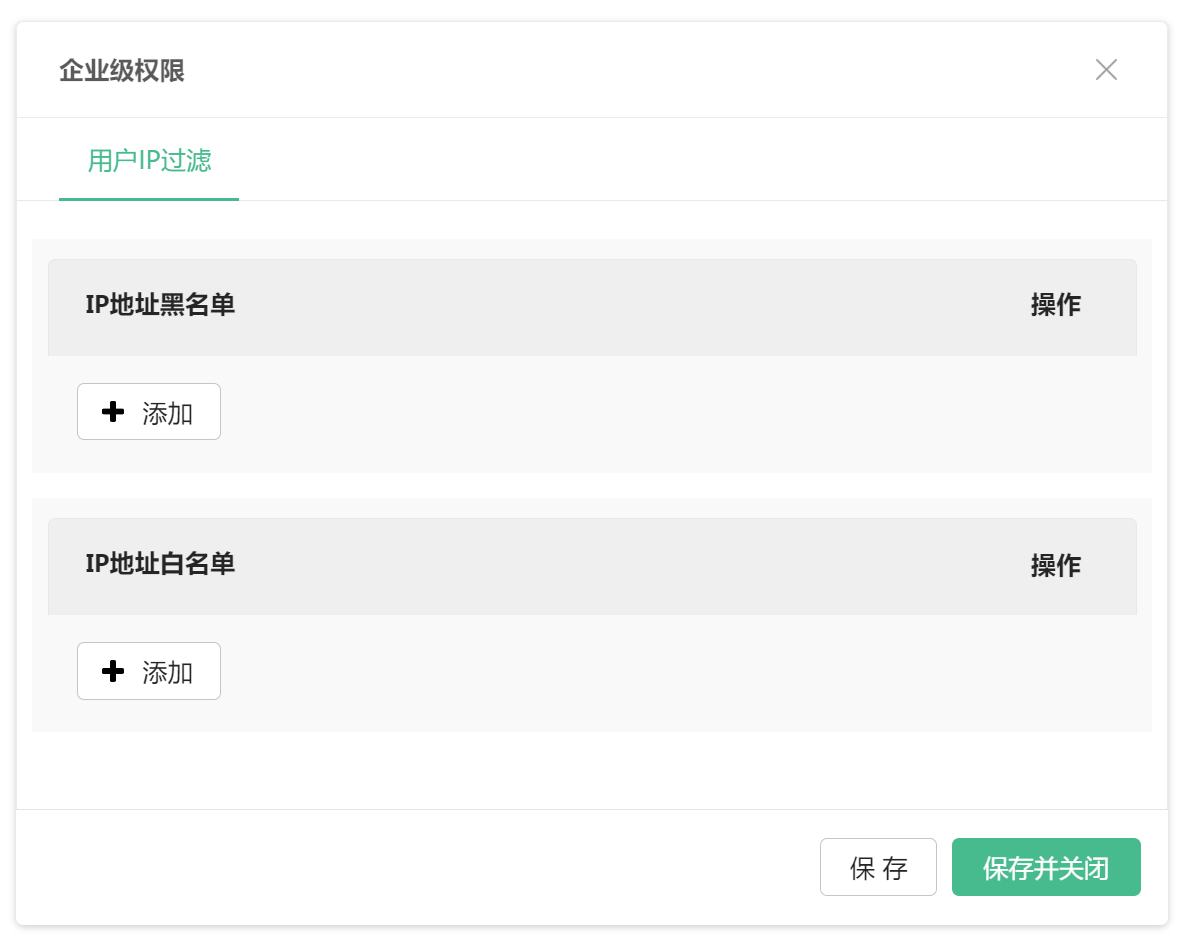 企业级权限
用户IP过滤
IP地址黑名单 操作
添加
IP地址白名单 操作
添加
保存 保存并关闭